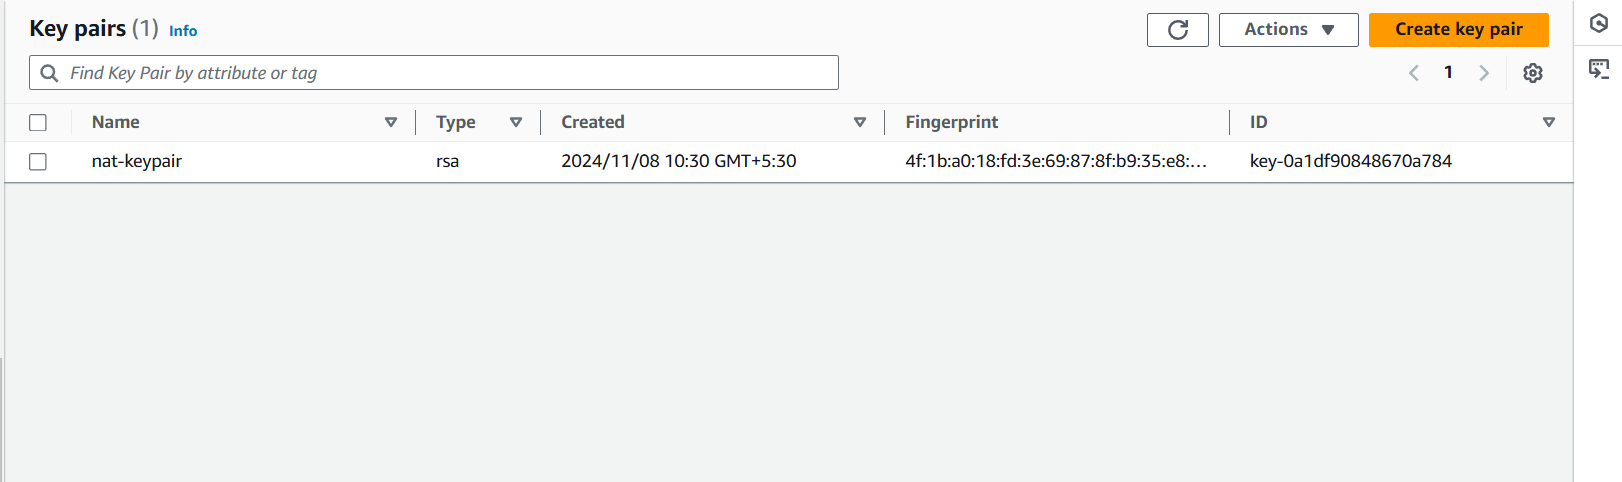 Key pairs (1) Info
Actions
Create key pair
Find Key Pair by attribute or tag
1
Name Type Created Fingerprint ID
nat-keypair rsa 2024/11/08 10:30 GMT+5:30 4f:1b:a0:18:fd:3e:69:87:8f:b9:35:e8:... key-0a1df90848670a784